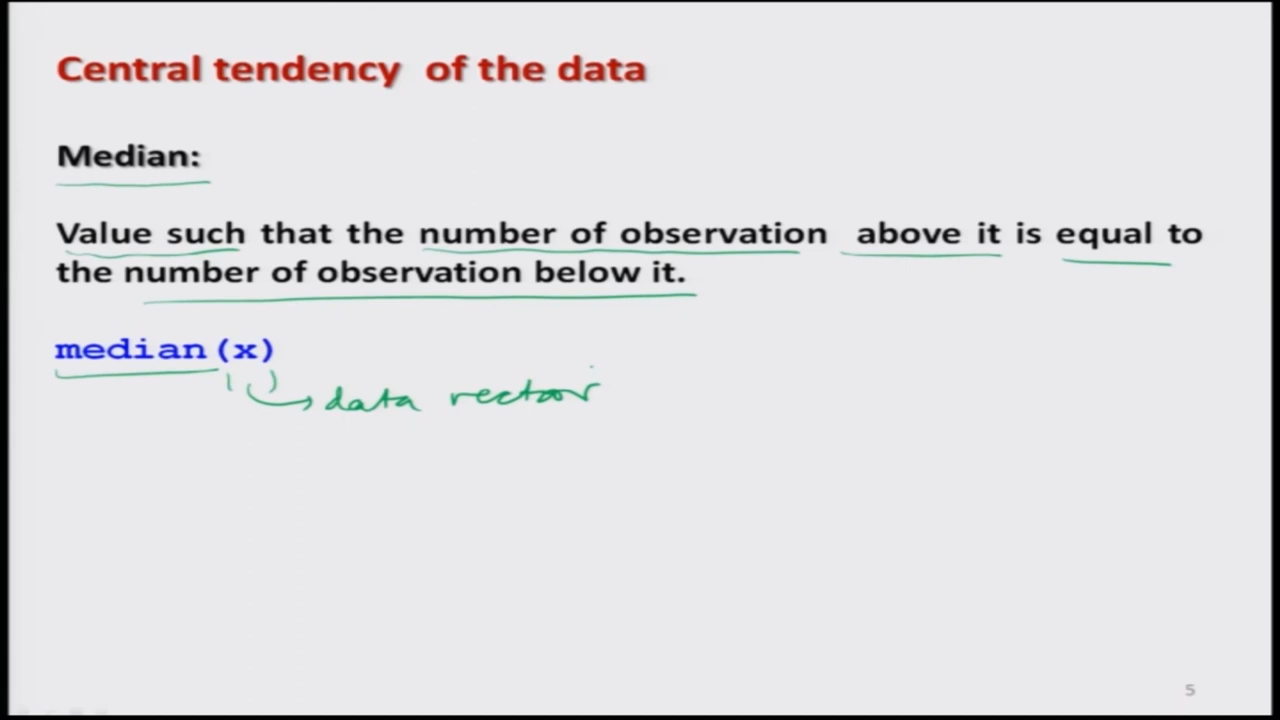 Central tendency of the data
Median:
Value such that the number of observation above it is equal to
the number of observation below it.
median(x)
data vector
5